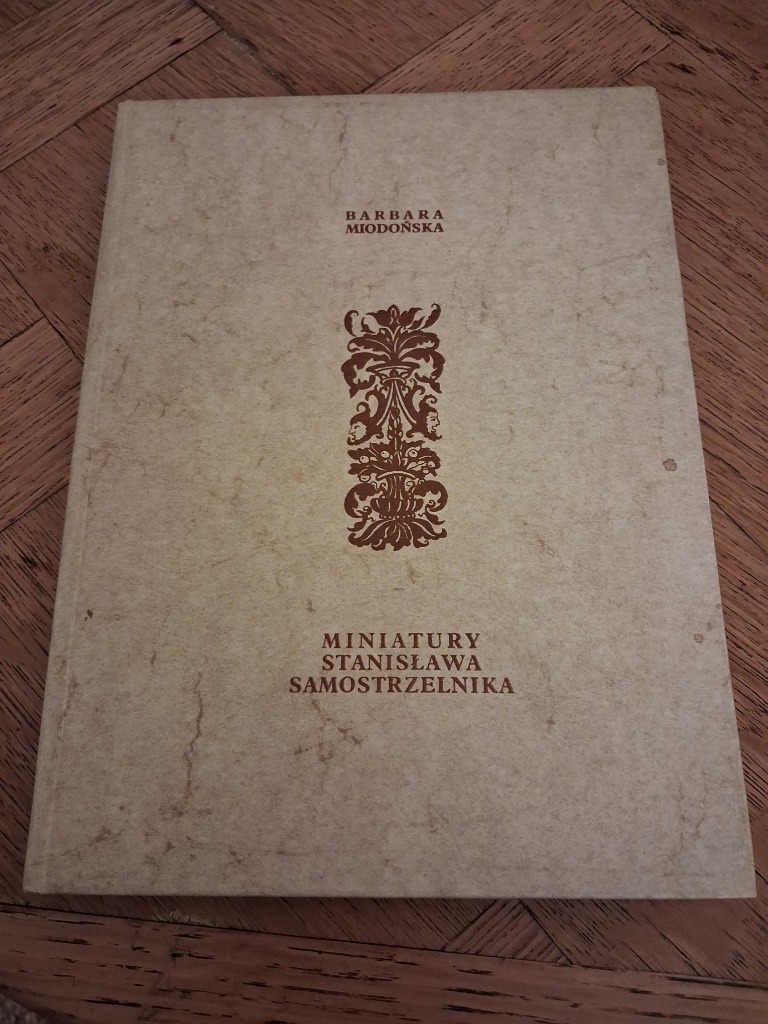 BARBARA
MIODOŃSKA
MINIATURY
STANISŁAWA
SAMOSTRZELNIKA